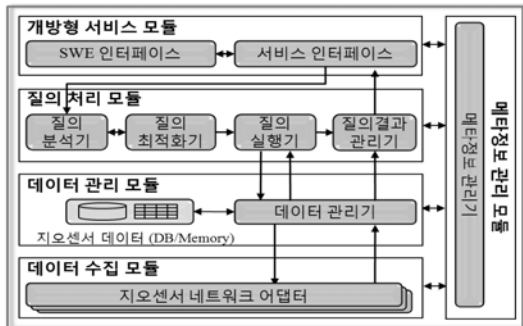 개방형 서비스 모듈
SWE 인터페이스
서비스 인터페이스
질의 처리 모듈
질의
분석기
질의
최적화기
질의
실행기
질의결과
관리기
데이터 관리 모듈
데이터 관리기
지오센서 데이터 (DB/Memory)
데이터 수집 모듈
지오센서 네트워크 어댑터
메타정보 관리기
메타정보 관리 모듈